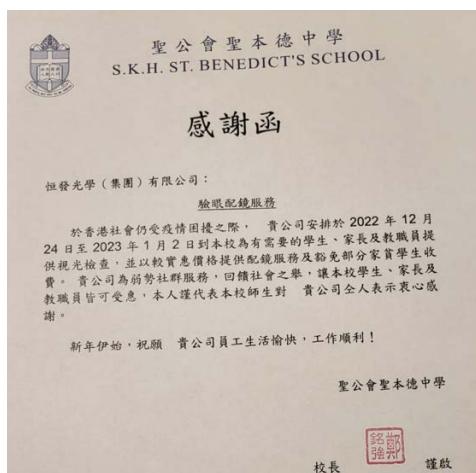 聖公會聖本德中學
S.K.H. ST. BENEDICT'S SCHOOL
感謝函
恒發光學（集團）有限公司：
驗眼配鏡服務
於香港社會仍受疫情困擾之際， 貴公司安排於 2022 年 12 月
24 日至 2023 年 1 月 2 日到本校為有需要的學生、家長及教職員提
供視光檢查，並以較實惠價格提供配鏡服務及豁免部分家貧學生收
費。 貴公司為弱勢社群服務，回饋社會之舉，讓本校學生、家長及
教職員皆可受惠，本人謹代表本校師生對 貴公司仝人表示衷心感
謝。
新年伊始，祝願 貴公司員工生活愉快，工作順利！
聖公會聖本德中學
校長 鄭銘強 謹啟